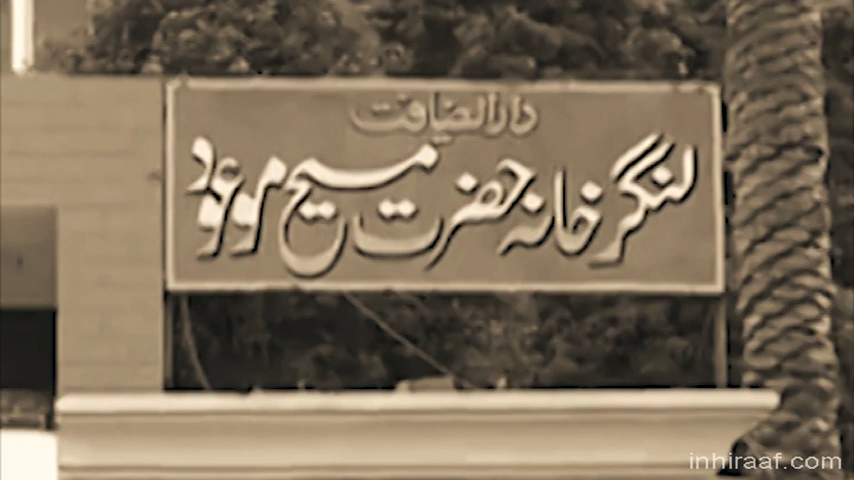 دارالضیافت
لنگر خانہ حضرت مسیح موعود
inhiraaf.com